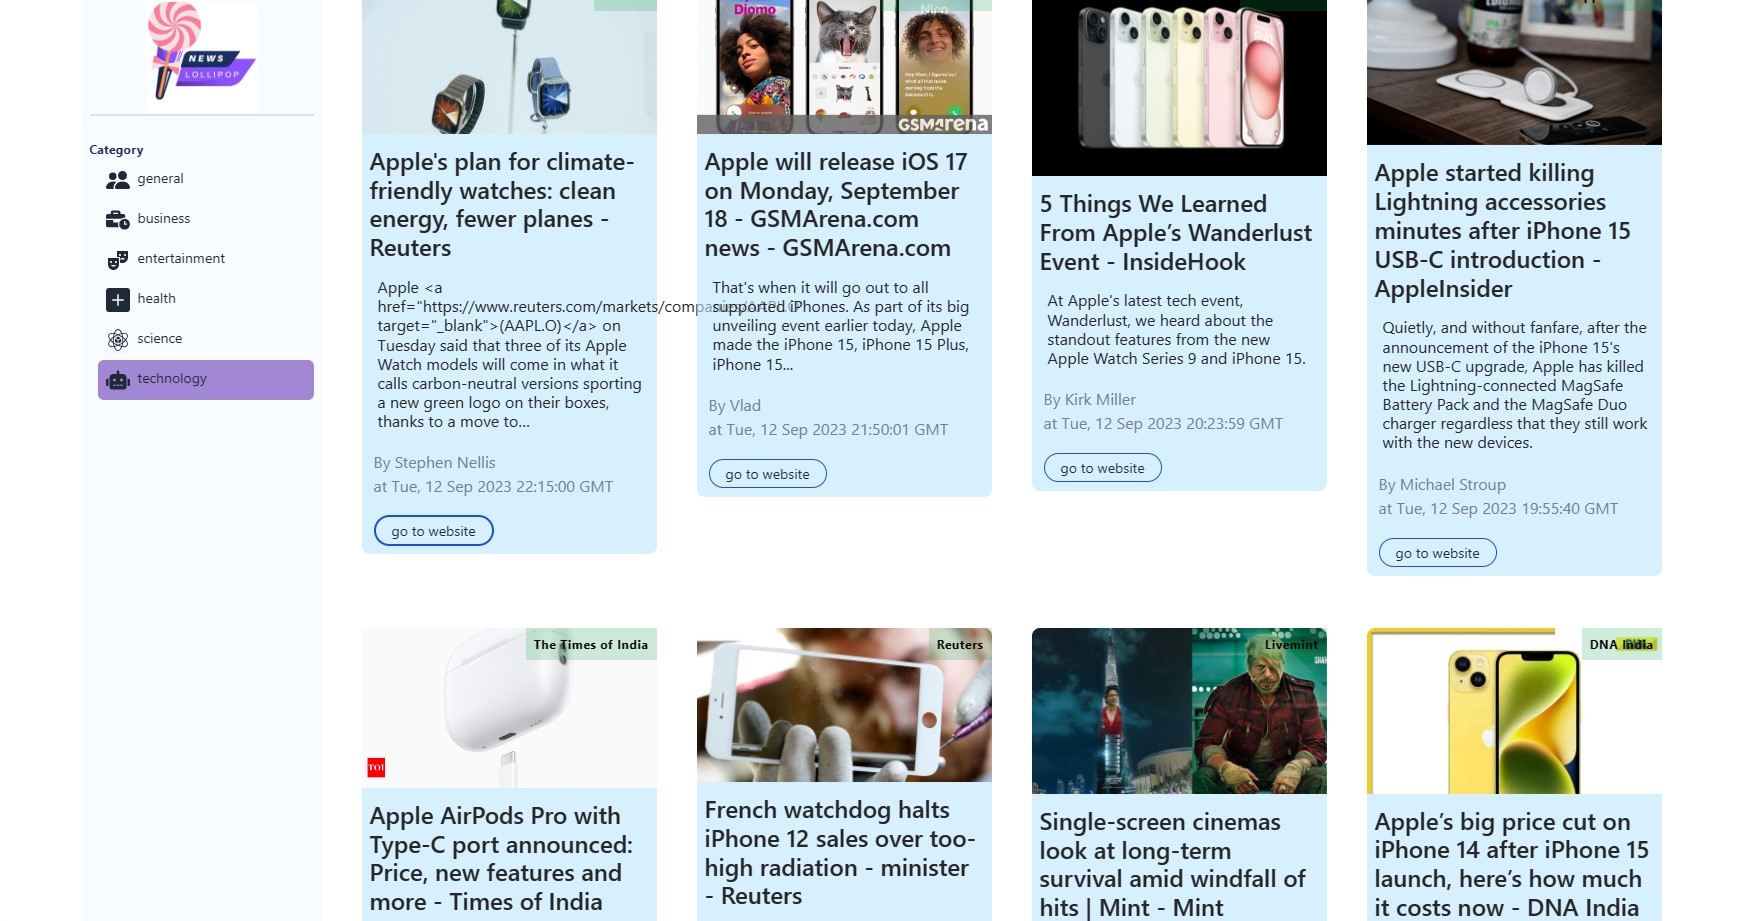 NEWS
LOLLIPOP
Category
general
business
entertainment
health
science
technology
Apple's plan for climate-
friendly watches: clean
energy, fewer planes -
Reuters
Apple <a
href="https://www.reuters.com/markets/companies/AAPL.O"
target="_blank">(AAPL.O)</a> on
Tuesday said that three of its Apple
Watch models will come in what it
calls carbon-neutral versions sporting
a new green logo on their boxes,
thanks to a move to...
By Stephen Nellis
at Tue, 12 Sep 2023 22:15:00 GMT
go to website
Djomo
Nico
GSMArena
Apple will release iOS 17
on Monday, September
18 - GSMArena.com
news - GSMArena.com
That's when it will go out to all
supported iPhones. As part of its big
unveiling event earlier today, Apple
made the iPhone 15, iPhone 15 Plus,
iPhone 15...
By Vlad
at Tue, 12 Sep 2023 21:50:01 GMT
go to website
5 Things We Learned
From Apple’s Wanderlust
Event - InsideHook
At Apple's latest tech event,
Wanderlust, we heard about the
standout features from the new
Apple Watch Series 9 and iPhone 15.
By Kirk Miller
at Tue, 12 Sep 2023 20:23:59 GMT
go to website
Apple started killing
Lightning accessories
minutes after iPhone 15
USB-C introduction -
AppleInsider
Quietly, and without fanfare, after the
announcement of the iPhone 15's
new USB-C upgrade, Apple has killed
the Lightning-connected MagSafe
Battery Pack and the MagSafe Duo
charger regardless that they still work
with the new devices.
By Michael Stroup
at Tue, 12 Sep 2023 19:55:40 GMT
go to website
The Times of India
TOI
Apple AirPods Pro with
Type-C port announced:
Price, new features and
more - Times of India
Reuters
French watchdog halts
iPhone 12 sales over too-
high radiation - minister
- Reuters
Livemint
Single-screen cinemas
look at long-term
survival amid windfall of
hits | Mint - Mint
DNA India
Apple’s big price cut on
iPhone 14 after iPhone 15
launch, here’s how much
it costs now - DNA India